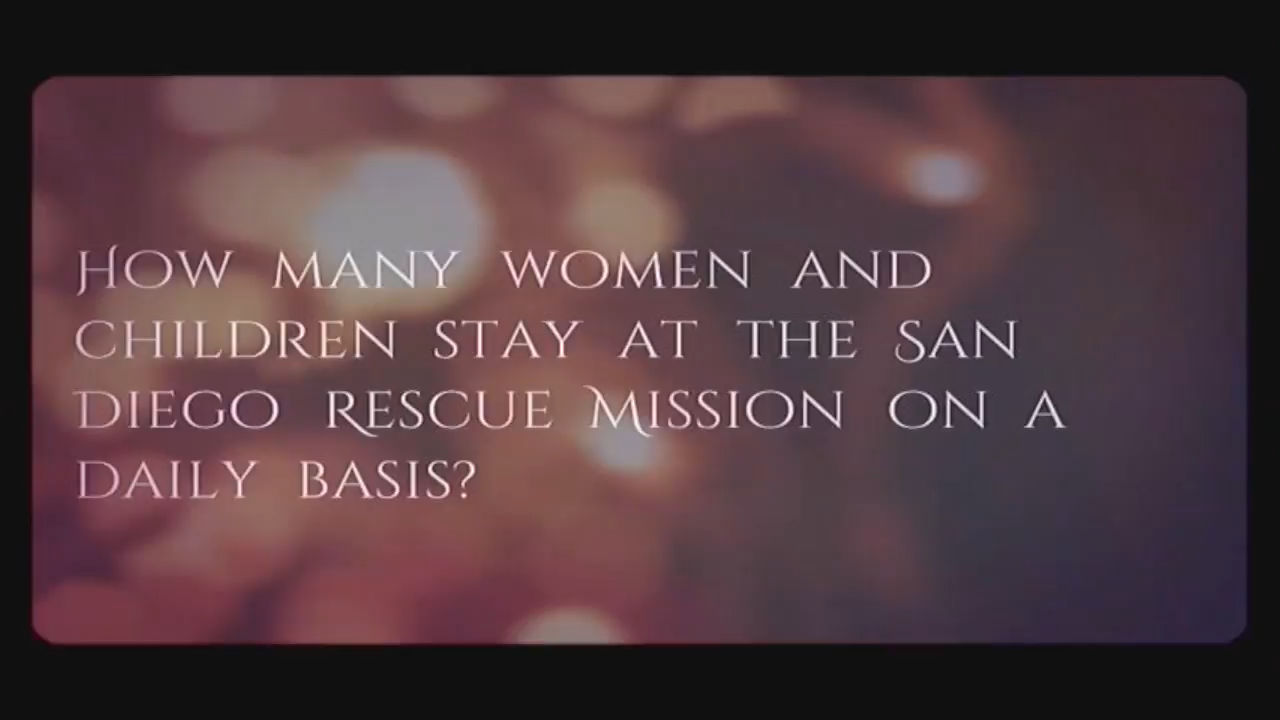 How many women and
children stay at the San
Diego Rescue Mission on a
daily basis?